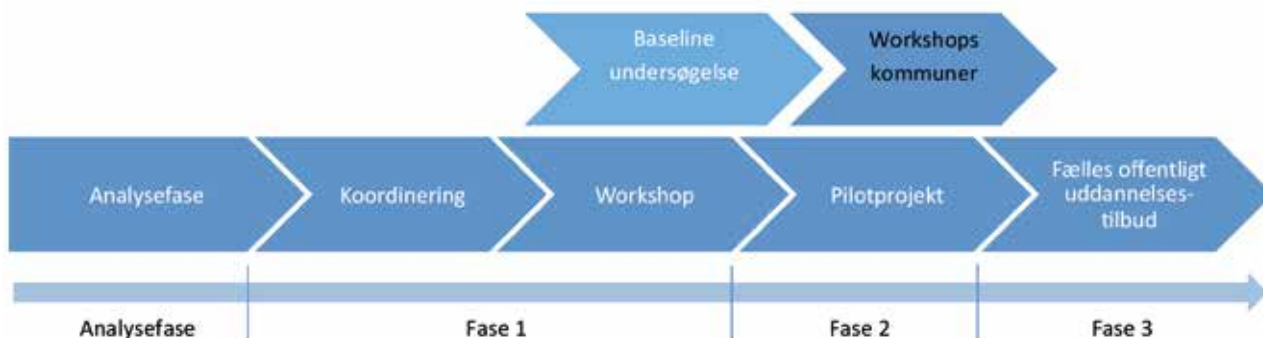 Baseline
undersøgelse
Workshops
kommuner
Analysefase
Koordinering
Workshop
Pilotprojekt
Fælles offentligt
uddannelses-
tilbud
Analysefase
Fase 1
Fase 2
Fase 3